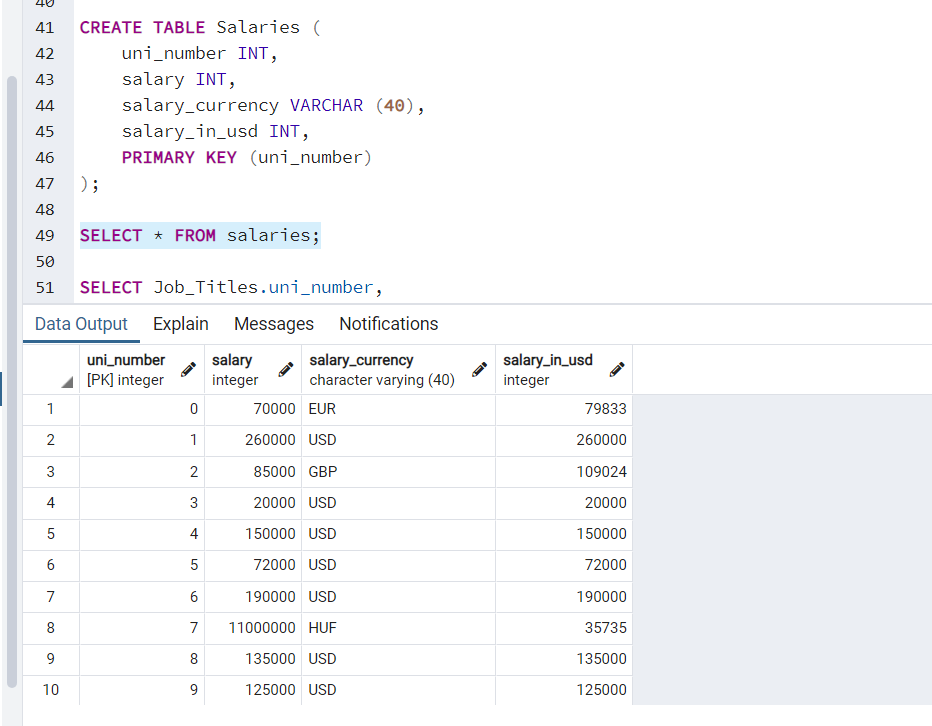 40
41 CREATE TABLE Salaries (
42 uni_number INT,
43 salary INT,
44 salary_currency VARCHAR (40),
45 salary_in_usd INT,
46 PRIMARY KEY (uni_number)
47 );
48
49 SELECT * FROM salaries;
50
51 SELECT Job_Titles.uni_number,
Data Output Explain Messages Notifications
uni_number salary salary_currency salary_in_usd
[PK] integer integer character varying (40) integer
1 0 70000 EUR 79833
2 1 260000 USD 260000
3 2 85000 GBP 109024
4 3 20000 USD 20000
5 4 150000 USD 150000
6 5 72000 USD 72000
7 6 190000 USD 190000
8 7 11000000 HUF 35735
9 8 135000 USD 135000
10 9 125000 USD 125000